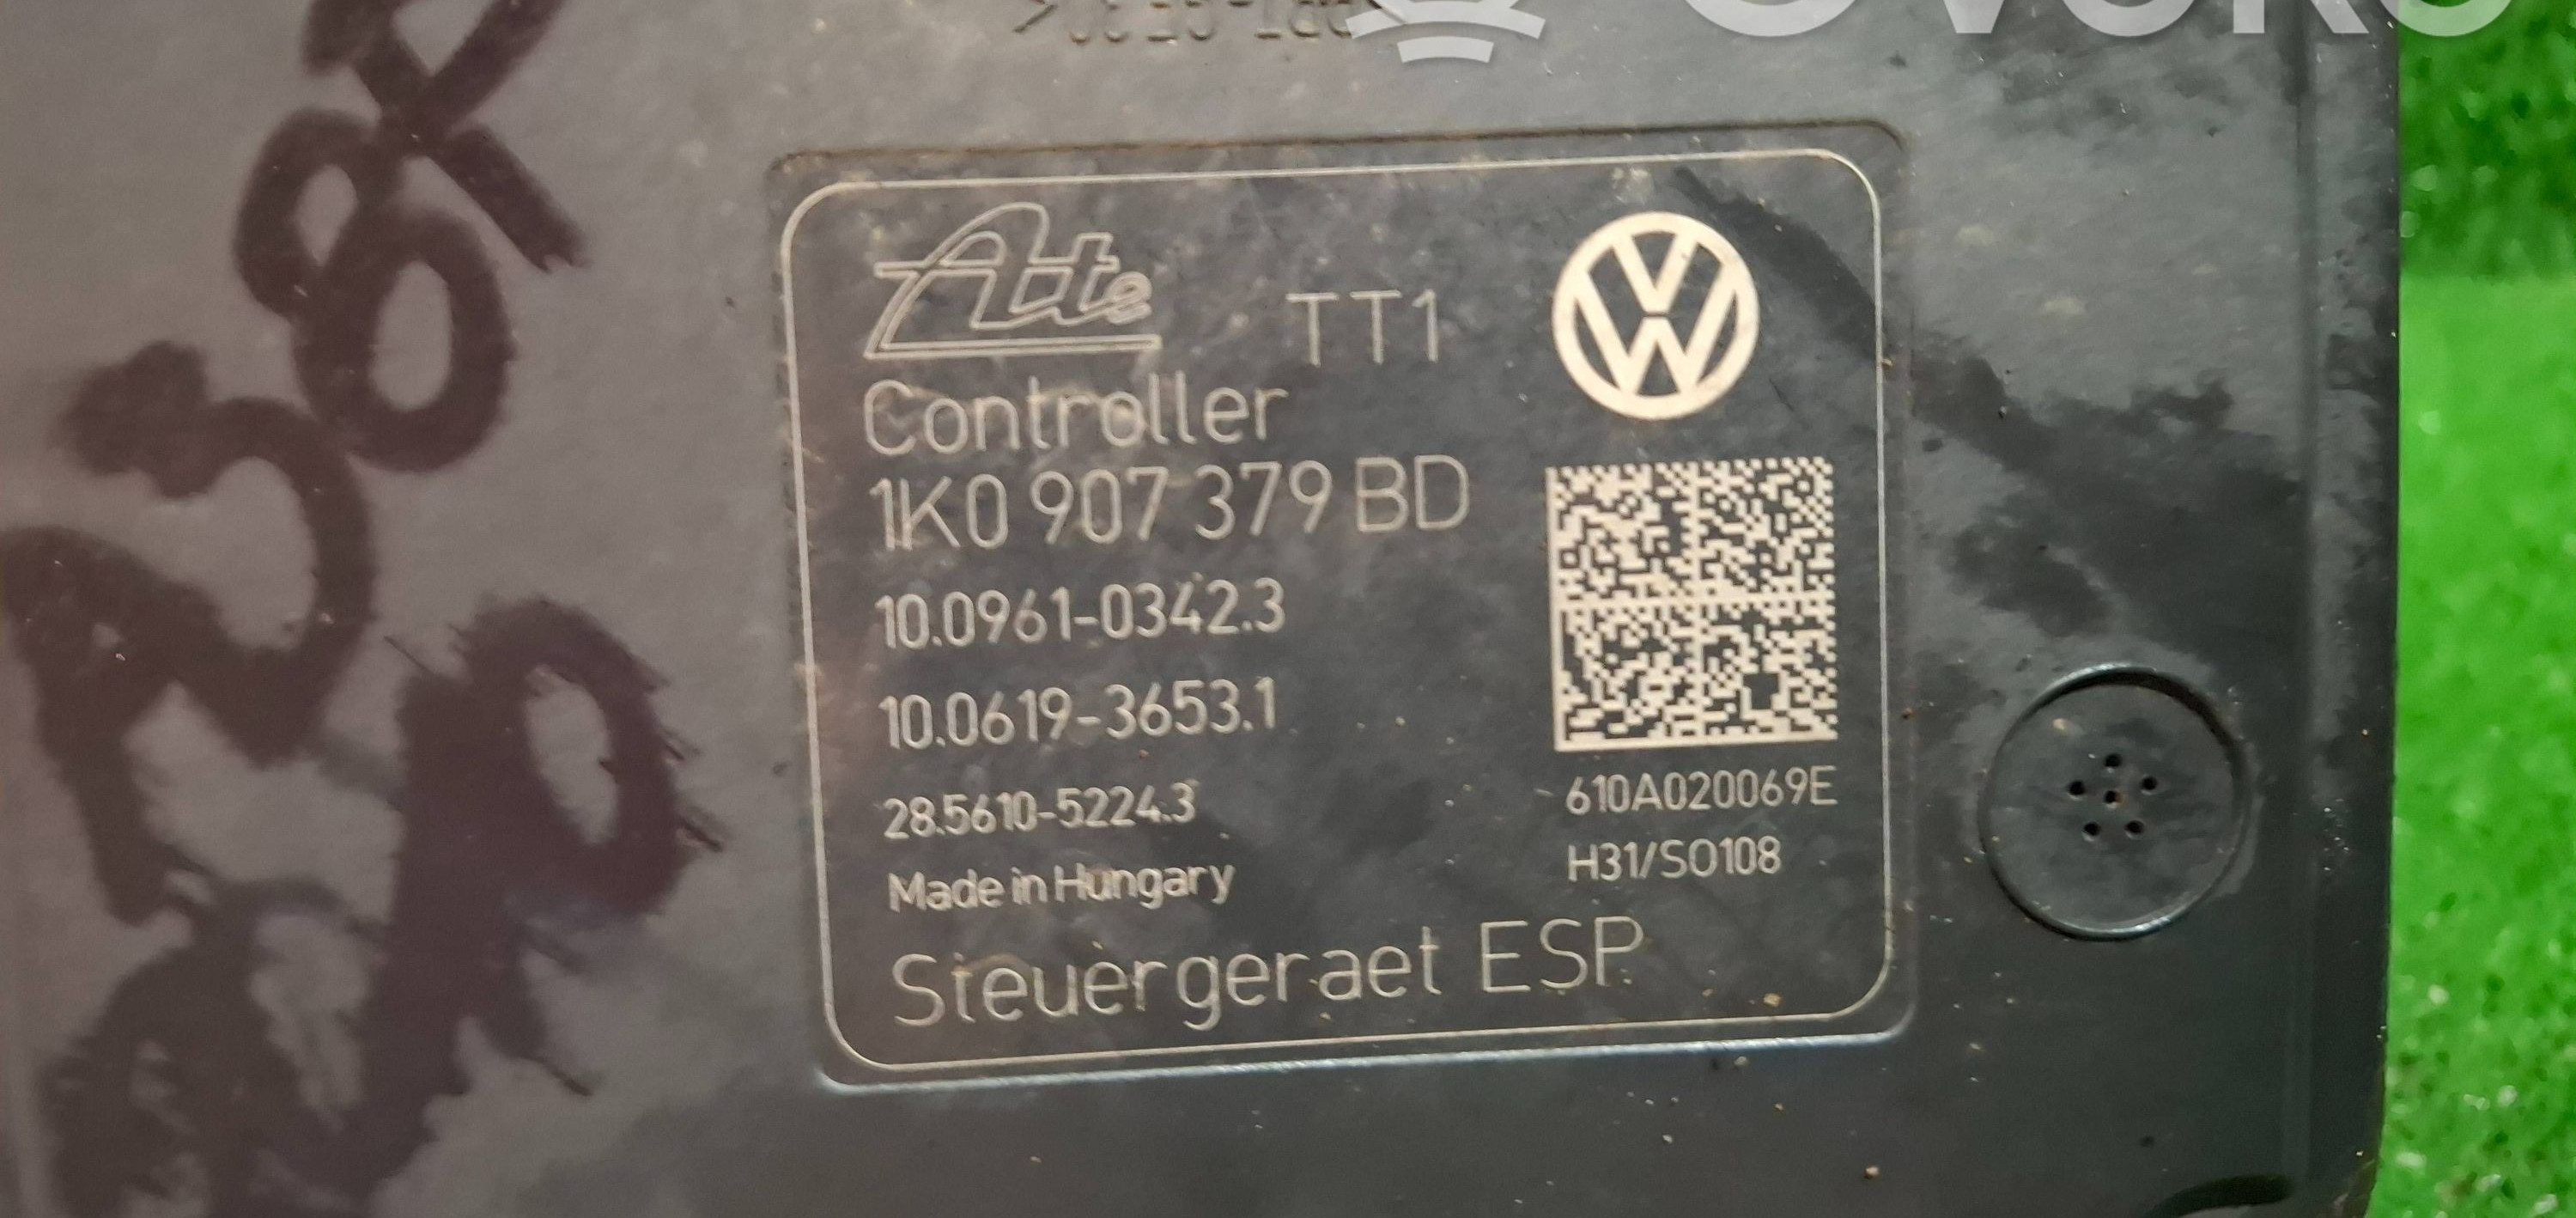 Ate TT1
Controller
1K0 907 379 BD
10.0961-0342.3
10.0619-3653.1
28.5610-5224.3
Made in Hungary
610A020069E
H31/SO108
Steuergeraet ESP